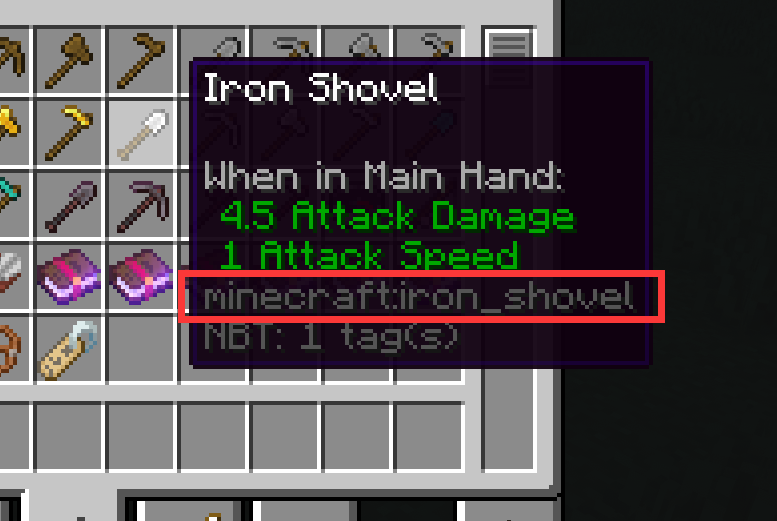 Iron Shovel
When in Main Hand:
4.5 Attack Damage
1 Attack Speed
minecraft:iron_shovel
NBT: 1 tag(s)